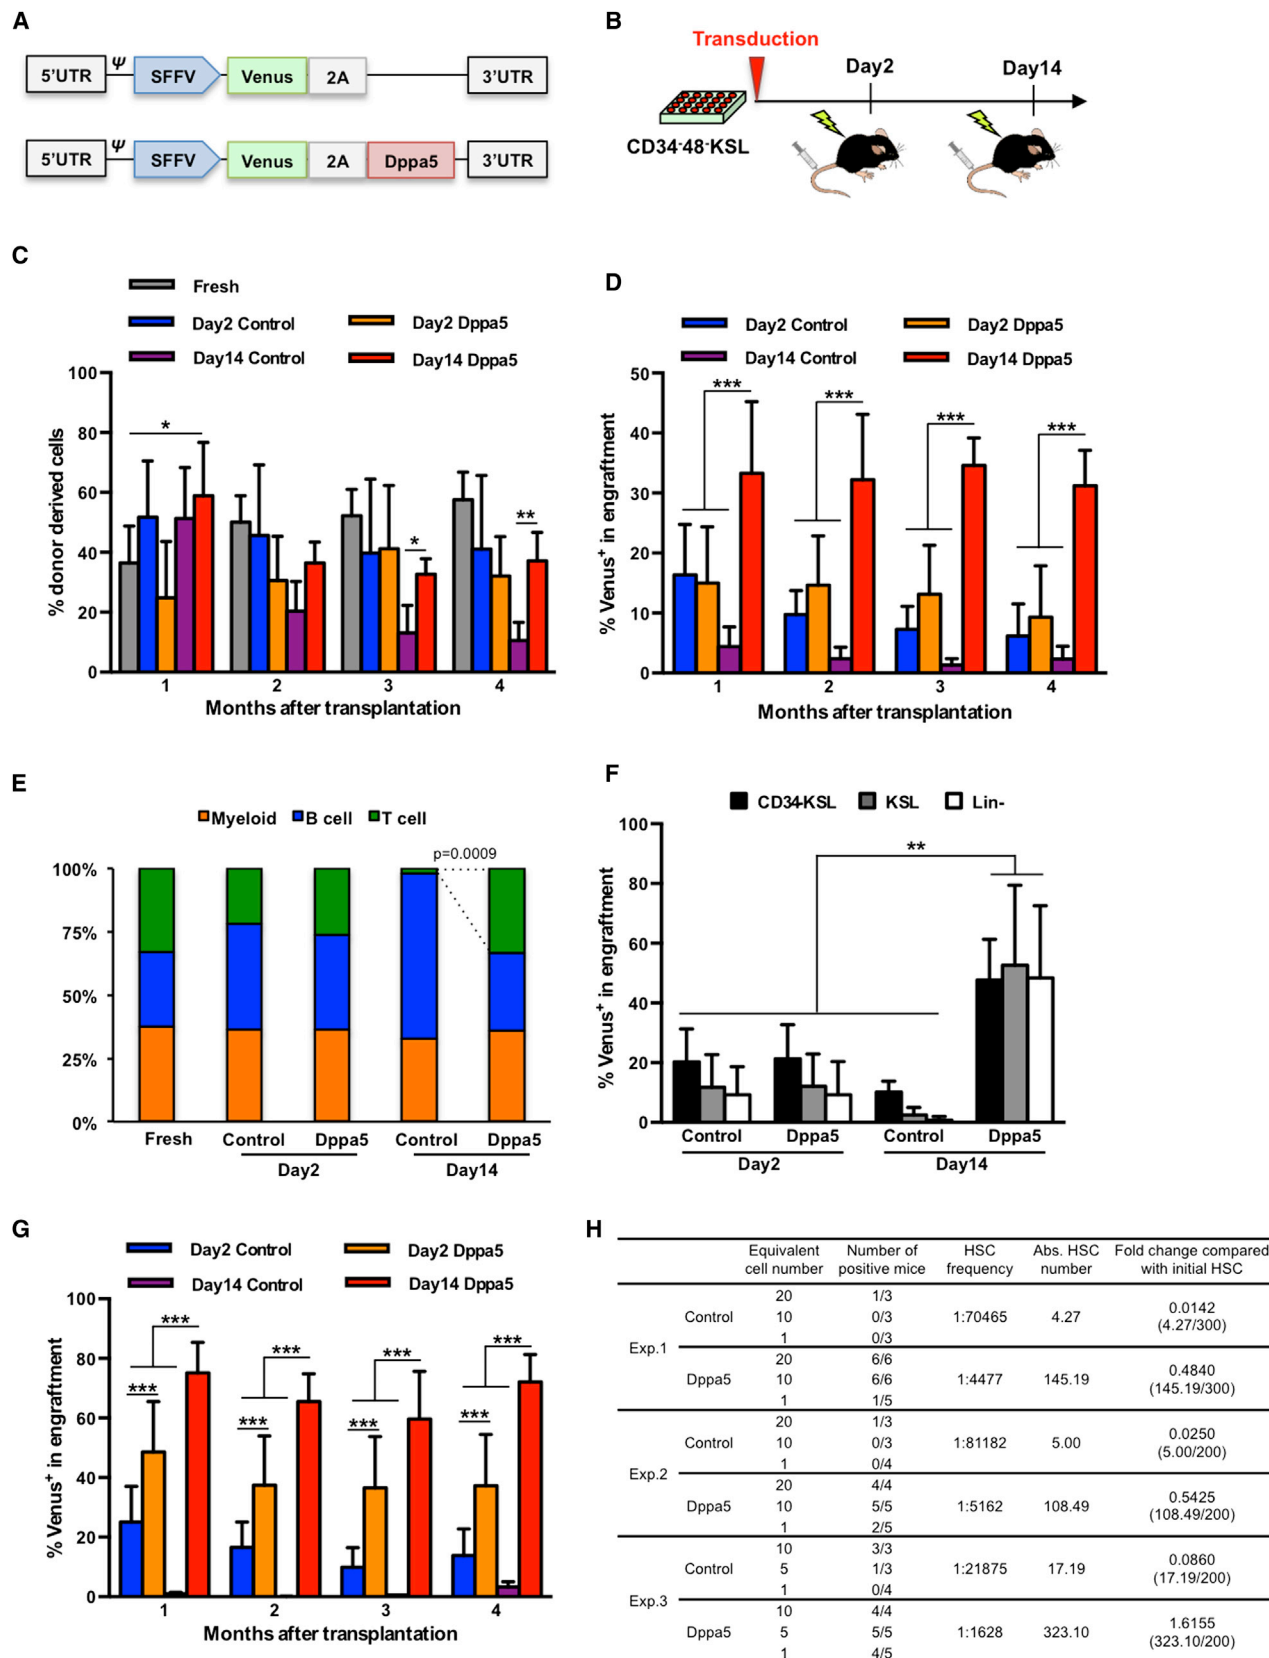 A
5'UTR Ψ SFFV Venus 2A 3'UTR
5'UTR Ψ SFFV Venus 2A Dppa5 3'UTR
B
Transduction
Day2
Day14
CD34⁻48⁻KSL
C
Fresh
Day2 Control
Day2 Dppa5
Day14 Control
Day14 Dppa5
% donor derived cells
100
80
60
40
20
0
*
*
**
1 2 3 4
Months after transplantation
D
Day2 Control
Day2 Dppa5
Day14 Control
Day14 Dppa5
% Venus⁺ in engraftment
50
40
30
20
10
0
***
***
***
***
1 2 3 4
Months after transplantation
E
Myeloid B cell T cell
p=0.0009
100%
75%
50%
25%
0%
Fresh Control Dppa5 Control Dppa5
Day2 Day14
F
CD34-KSL KSL Lin-
% Venus⁺ in engraftment
100
80
60
40
20
0
**
Control Dppa5 Control Dppa5
Day2 Day14
G
Day2 Control
Day2 Dppa5
Day14 Control
Day14 Dppa5
% Venus⁺ in engraftment
100
80
60
40
20
0
***
***
***
***
***
***
***
***
1 2 3 4
Months after transplantation
H
Equivalent Number of HSC Abs. HSC Fold change compared
cell number positive mice frequency number with initial HSC
Exp.1
Control
20 1/3
10 0/3
1 0/3
1:70465 4.27 0.0142
(4.27/300)
Dppa5
20 6/6
10 6/6
1 1/5
1:4477 145.19 0.4840
(145.19/300)
Exp.2
Control
20 1/3
10 0/3
1 0/4
1:81182 5.00 0.0250
(5.00/200)
Dppa5
20 4/4
10 5/5
1 2/5
1:5162 108.49 0.5425
(108.49/200)
Exp.3
Control
10 3/3
5 1/3
1 0/4
1:21875 17.19 0.0860
(17.19/200)
Dppa5
10 4/4
5 5/5
1 4/5
1:1628 323.10 1.6155
(323.10/200)